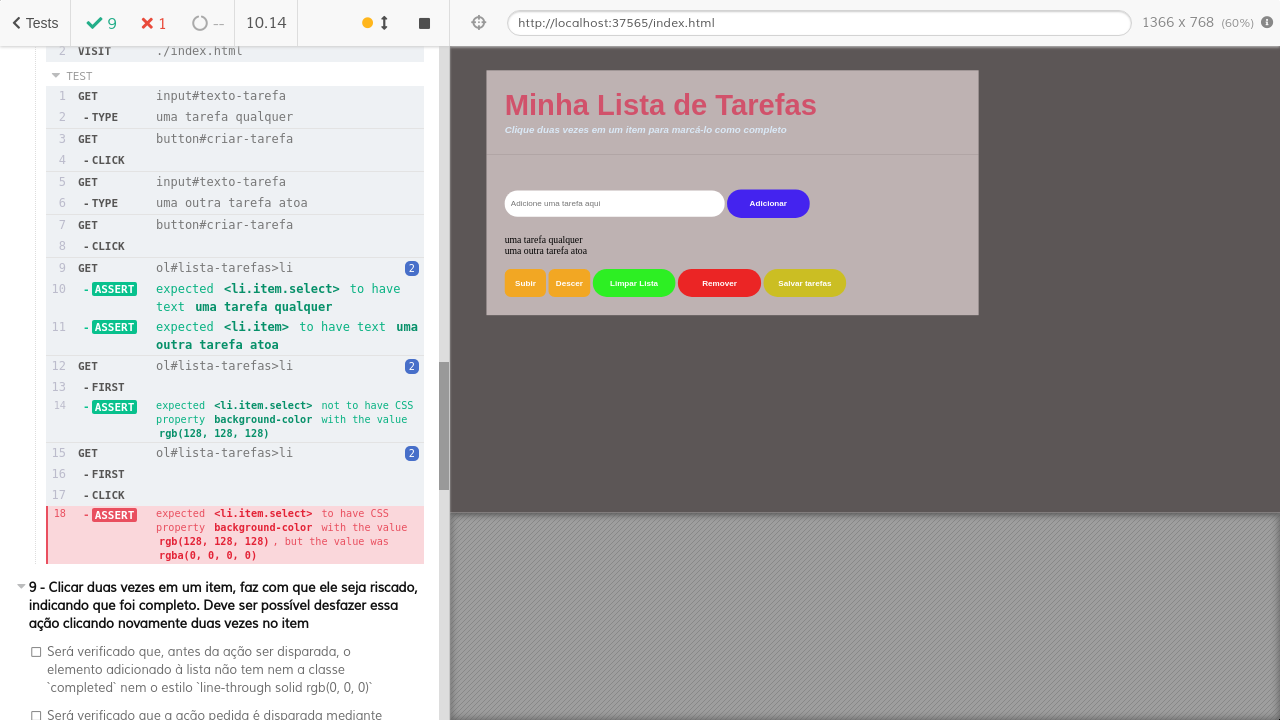 Tests 9 1 -- 10.14
http://localhost:37565/index.html 1366 x 768 (60%)
2 VISIT ./index.html
TEST
1 GET input#texto-tarefa
2 - TYPE uma tarefa qualquer
3 GET button#criar-tarefa
4 - CLICK
5 GET input#texto-tarefa
6 - TYPE uma outra tarefa atoa
7 GET button#criar-tarefa
8 - CLICK
9 GET ol#lista-tarefas>li 2
10 - ASSERT expected <li.item.select> to have
text uma tarefa qualquer
11 - ASSERT expected <li.item> to have text uma
outra tarefa atoa
12 GET ol#lista-tarefas>li 2
13 - FIRST
14 - ASSERT expected <li.item.select> not to have CSS
property background-color with the value
rgb(128, 128, 128)
15 GET ol#lista-tarefas>li 2
16 - FIRST
17 - CLICK
18 - ASSERT expected <li.item.select> to have CSS
property background-color with the value
rgb(128, 128, 128) , but the value was
rgba(0, 0, 0, 0)
9 - Clicar duas vezes em um item, faz com que ele seja riscado,
indicando que foi completo. Deve ser possível desfazer essa
ação clicando novamente duas vezes no item
Será verificado que, antes da ação ser disparada, o
elemento adicionado à lista não tem nem a classe
`completed` nem o estilo `line-through solid rgb(0, 0, 0)`
Será verificado que a ação pedida é disparada mediante
Minha Lista de Tarefas
Clique duas vezes em um item para marcá-lo como completo
Adicione uma tarefa aqui Adicionar
uma tarefa qualquer
uma outra tarefa atoa
Subir Descer Limpar Lista Remover Salvar tarefas